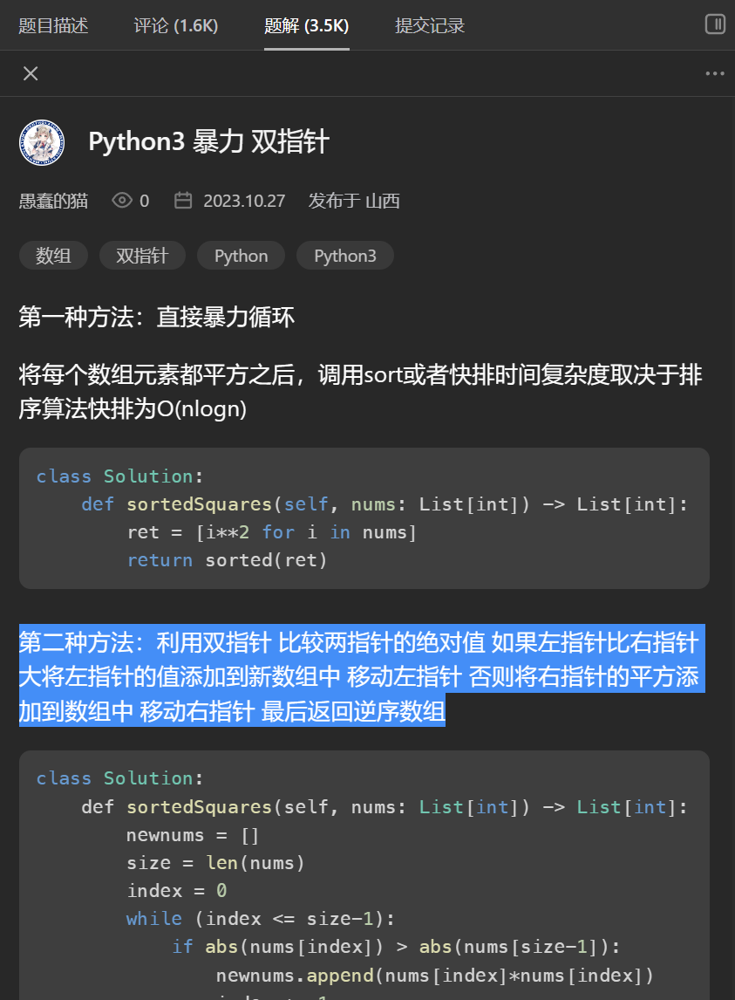 题目描述 评论 (1.6K) 题解 (3.5K) 提交记录
Python3 暴力 双指针
愚蠢的猫 0 2023.10.27 发布于 山西
数组 双指针 Python Python3
第一种方法：直接暴力循环
将每个数组元素都平方之后，调用sort或者快排时间复杂度取决于排
序算法快排为O(nlogn)
class Solution:
    def sortedSquares(self, nums: List[int]) -> List[int]:
        ret = [i**2 for i in nums]
        return sorted(ret)
第二种方法：利用双指针 比较两指针的绝对值 如果左指针比右指针
大将左指针的值添加到新数组中 移动左指针 否则将右指针的平方添
加到数组中 移动右指针 最后返回逆序数组
class Solution:
    def sortedSquares(self, nums: List[int]) -> List[int]:
        newnums = []
        size = len(nums)
        index = 0
        while (index <= size-1):
            if abs(nums[index]) > abs(nums[size-1]):
                newnums.append(nums[index]*nums[index])